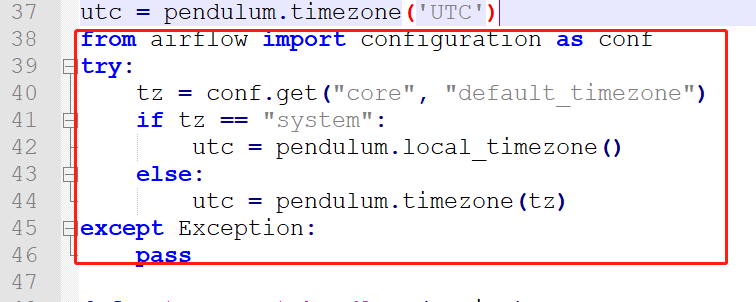 37 utc = pendulum.timezone('UTC')
38 from airflow import configuration as conf
39 try:
40     tz = conf.get("core", "default_timezone")
41     if tz == "system":
42         utc = pendulum.local_timezone()
43     else:
44         utc = pendulum.timezone(tz)
45 except Exception:
46     pass
47